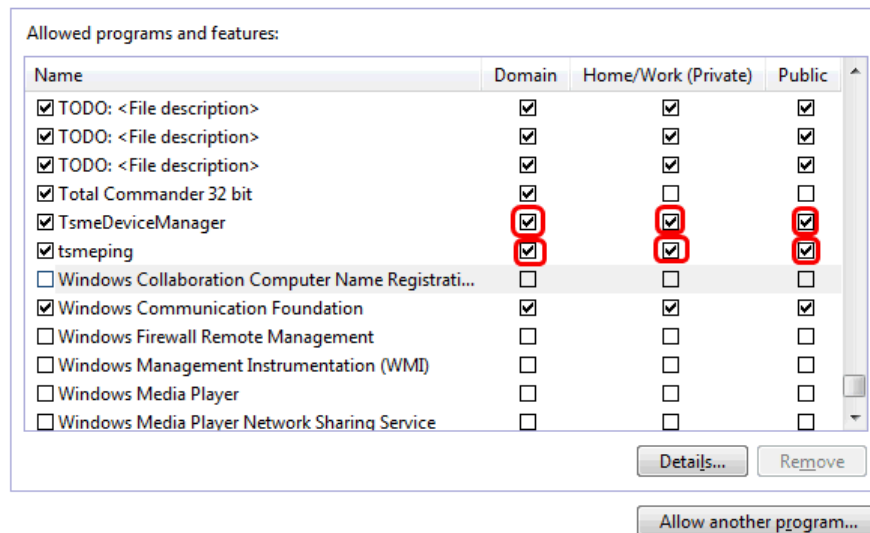 Allowed programs and features:
Name Domain Home/Work (Private) Public
TODO: <File description>
TODO: <File description>
TODO: <File description>
Total Commander 32 bit
TsmeDeviceManager
tsmeping
Windows Collaboration Computer Name Registrati...
Windows Communication Foundation
Windows Firewall Remote Management
Windows Management Instrumentation (WMI)
Windows Media Player
Windows Media Player Network Sharing Service
Details... Remove
Allow another program...